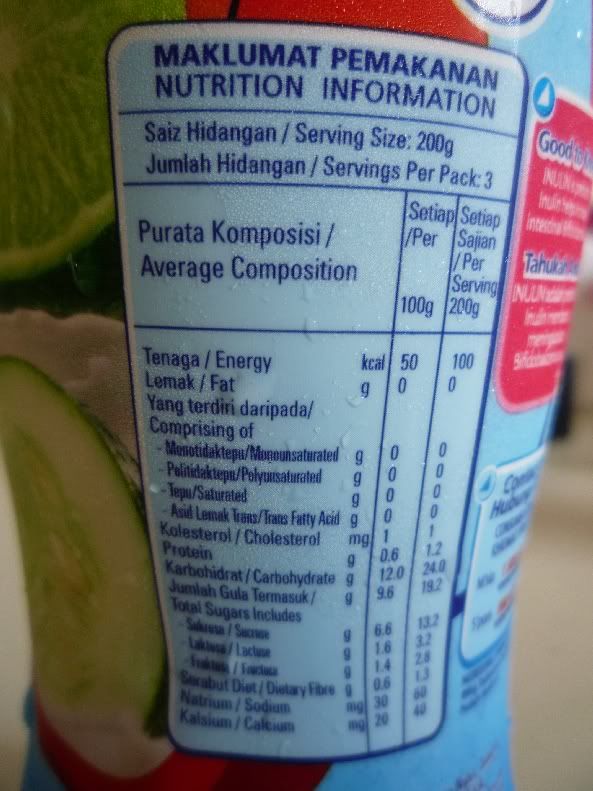 MAKLUMAT PEMAKANAN
NUTRITION INFORMATION
Saiz Hidangan / Serving Size: 200g
Jumlah Hidangan / Servings Per Pack: 3
Purata Komposisi /
Average Composition
Setiap
/Per
100g
Setiap
Sajian
/ Per
Serving
200g
Tenaga / Energy kcal 50 100
Lemak / Fat g 0 0
Yang terdiri daripada/
Comprising of
- Monotidaktepu/Monounsaturated g 0 0
- Politidaktepu/Polyunsaturated g 0 0
- Tepu/Saturated g 0 0
- Asid Lemak Trans/Trans Fatty Acid g 0 0
Kolesterol / Cholesterol mg 1 1
Protein g 0.6 1.2
Karbohidrat / Carbohydrate g 12.0 24.0
Jumlah Gula Termasuk / g 9.6 19.2
Total Sugars Includes
- Sukrosa / Sucrose g 6.6 13.2
- Laktosa / Lactose g 1.6 3.2
- Fruktosa / Fructose g 1.4 2.8
Serabut Diet / Dietary Fibre g 0.6 1.3
Natrium / Sodium mg 30 60
Kalsium / Calcium mg 20 40
Good to
INULIN
Inulin
Intestinal
INULIN
Inulin